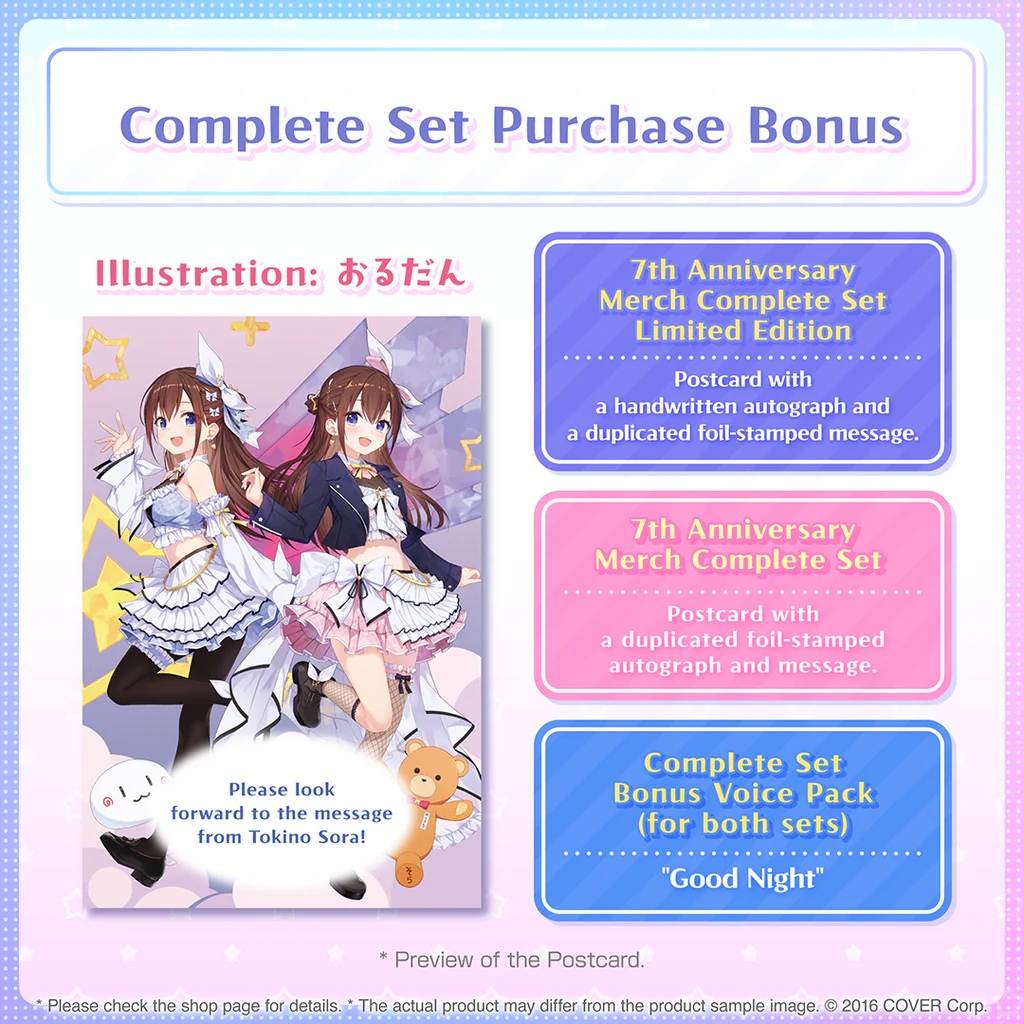 Complete Set Purchase Bonus
Illustration: おるだん
7th Anniversary
Merch Complete Set
Limited Edition
Postcard with
a handwritten autograph and
a duplicated foil-stamped message.
7th Anniversary
Merch Complete Set
Postcard with
a duplicated foil-stamped
autograph and message.
Please look
forward to the message
from Tokino Sora!
そら
Complete Set
Bonus Voice Pack
(for both sets)
"Good Night"
* Preview of the Postcard.
* Please check the shop page for details. * The actual product may differ from the product sample image. © 2016 COVER Corp.